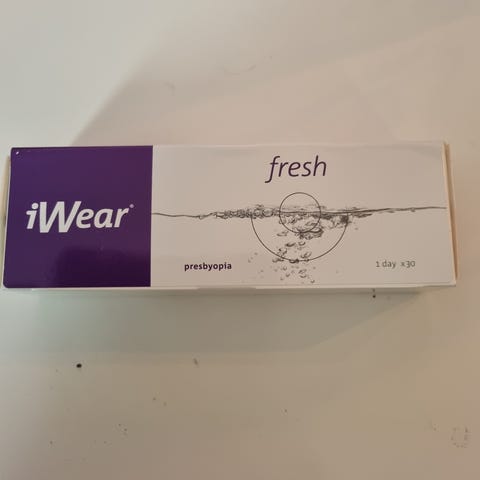 iWear®
fresh
presbyopia
1 day x30